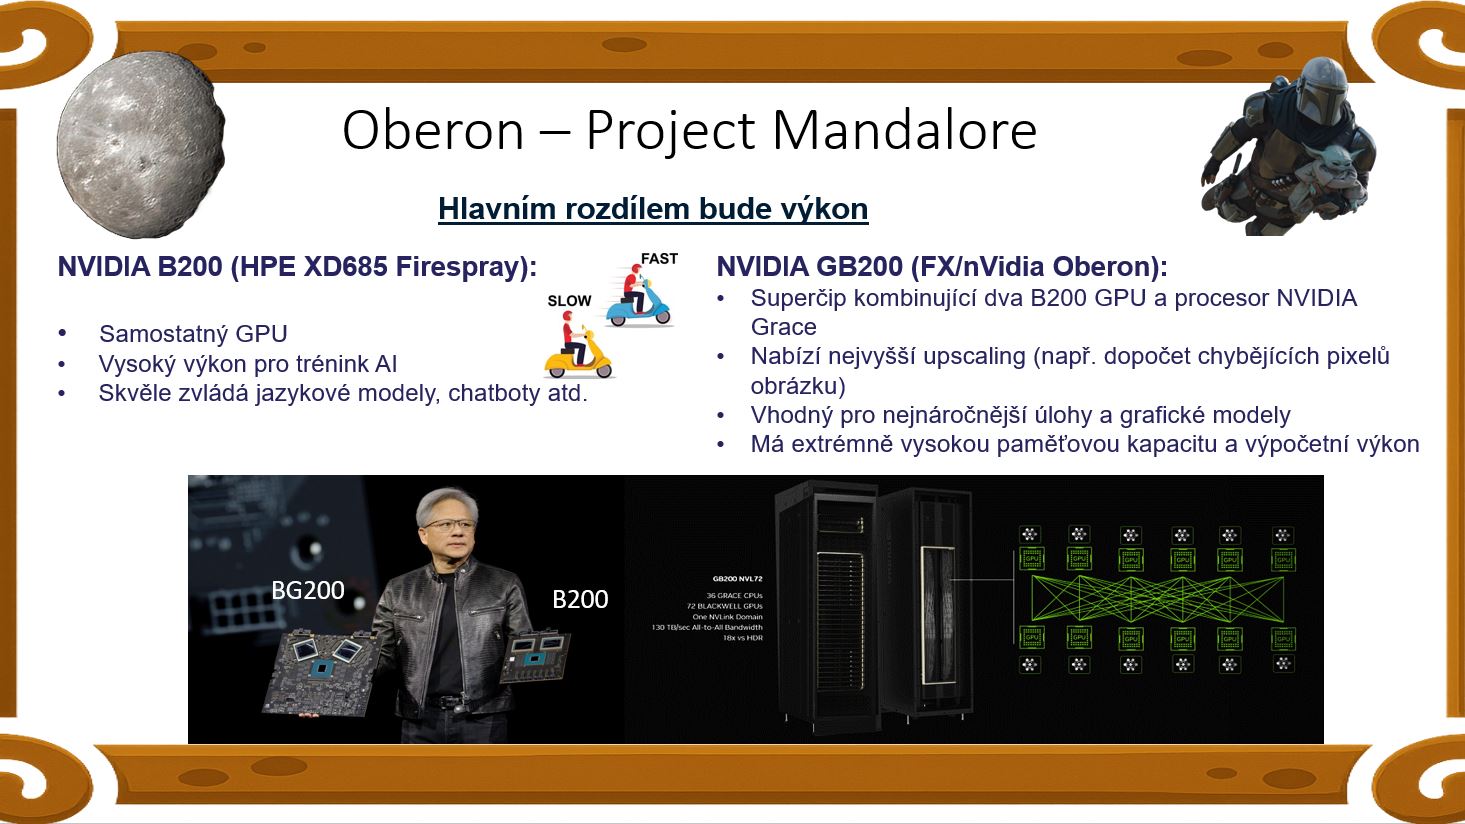 Oberon – Project Mandalore
Hlavním rozdílem bude výkon
NVIDIA B200 (HPE XD685 Firespray):
• Samostatný GPU
• Vysoký výkon pro trénink AI
• Skvěle zvládá jazykové modely, chatboty atd.
SLOW
FAST
NVIDIA GB200 (FX/nVidia Oberon):
• Superčip kombinující dva B200 GPU a procesor NVIDIA
Grace
• Nabízí nejvyšší upscaling (např. dopočet chybějících pixelů
obrázku)
• Vhodný pro nejnáročnější úlohy a grafické modely
• Má extrémně vysokou paměťovou kapacitu a výpočetní výkon
BG200
B200
GB200 NVL72
36 GRACE CPUs
72 BLACKWELL GPUs
One NVLink Domain
130 TB/sec All-to-All Bandwidth
18x vs HDR
GPU GPU GPU GPU GPU GPU
GPU GPU GPU GPU GPU GPU